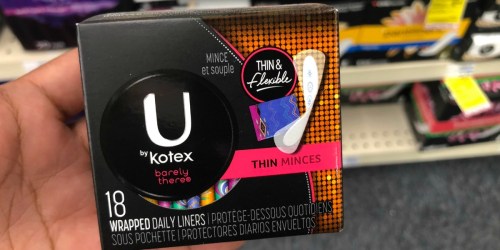 MINCE
et souple
THIN &
flexible
U
by Kotex
barely
there®
THIN MINCES
18
WRAPPED DAILY LINERS | PROTÈGE-DESSOUS QUOTIDIENS
SOUS POCHETTE | PROTECTORES DIARIOS ENVUELTOS